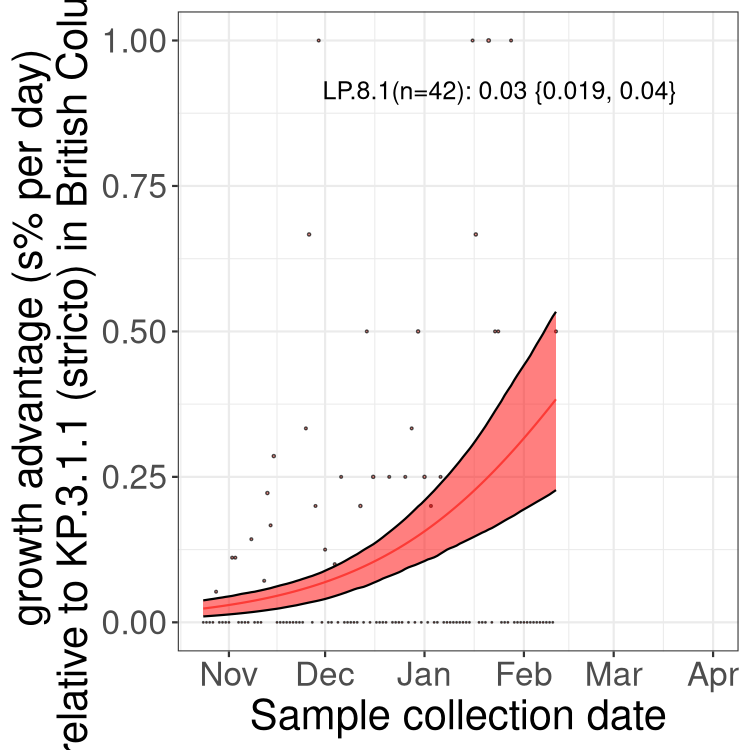 growth advantage (s% per day)
relative to KP.3.1.1 (stricto) in British Colu
1.00
0.75
0.50
0.25
0.00
LP.8.1(n=42): 0.03 {0.019, 0.04}
Nov Dec Jan Feb Mar Apr
Sample collection date